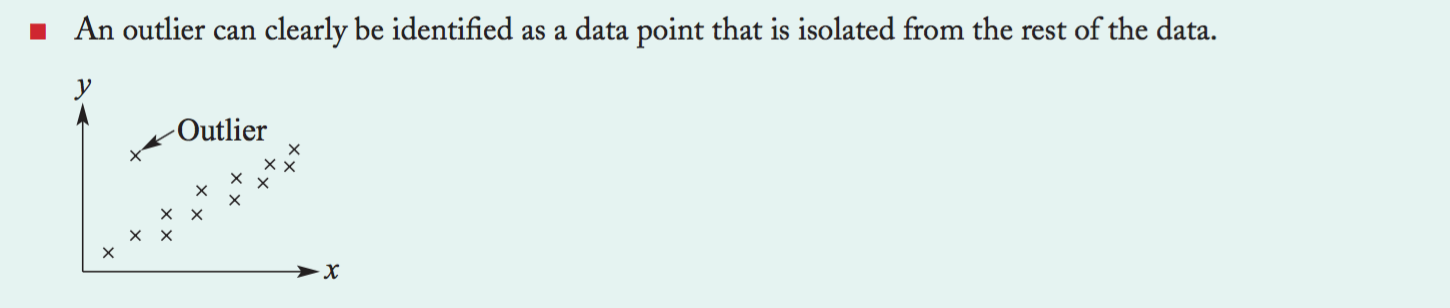 An outlier can clearly be identified as a data point that is isolated from the rest of the data.
y
Outlier
x